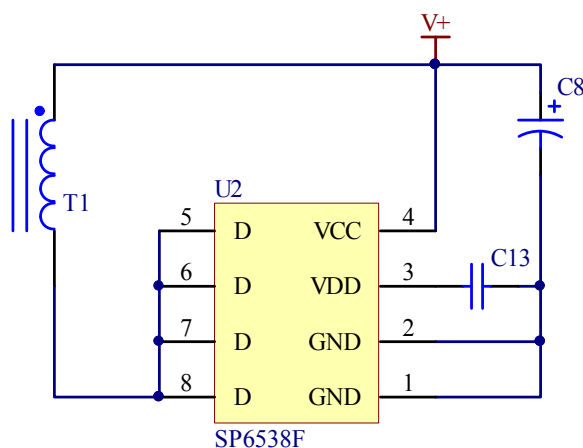 V+
C8
+
T1
U2
5 D VCC 4
6 D VDD 3
C13
7 D GND 2
8 D GND 1
SP6538F